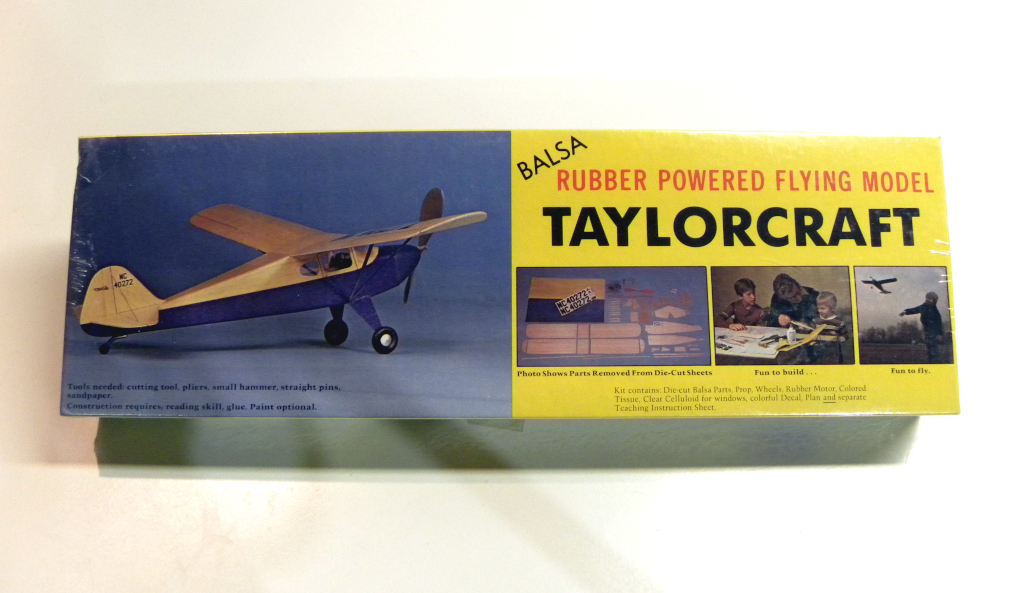 BALSA
RUBBER POWERED FLYING MODEL
TAYLORCRAFT
NC
40272
NC40272
NC40272
Photo Shows Parts Removed From Die-Cut Sheets
Fun to build . . .
Fun to fly.
Tools needed: cutting tool, pliers, small hammer, straight pins,
sandpaper.
Construction requires, reading skill, glue. Paint optional.
Kit contains: Die-cut Balsa Parts, Prop, Wheels, Rubber Motor, Colored
Tissue, Clear Celluloid for windows, colorful Decal, Plan and separate
Teaching Instruction Sheet.